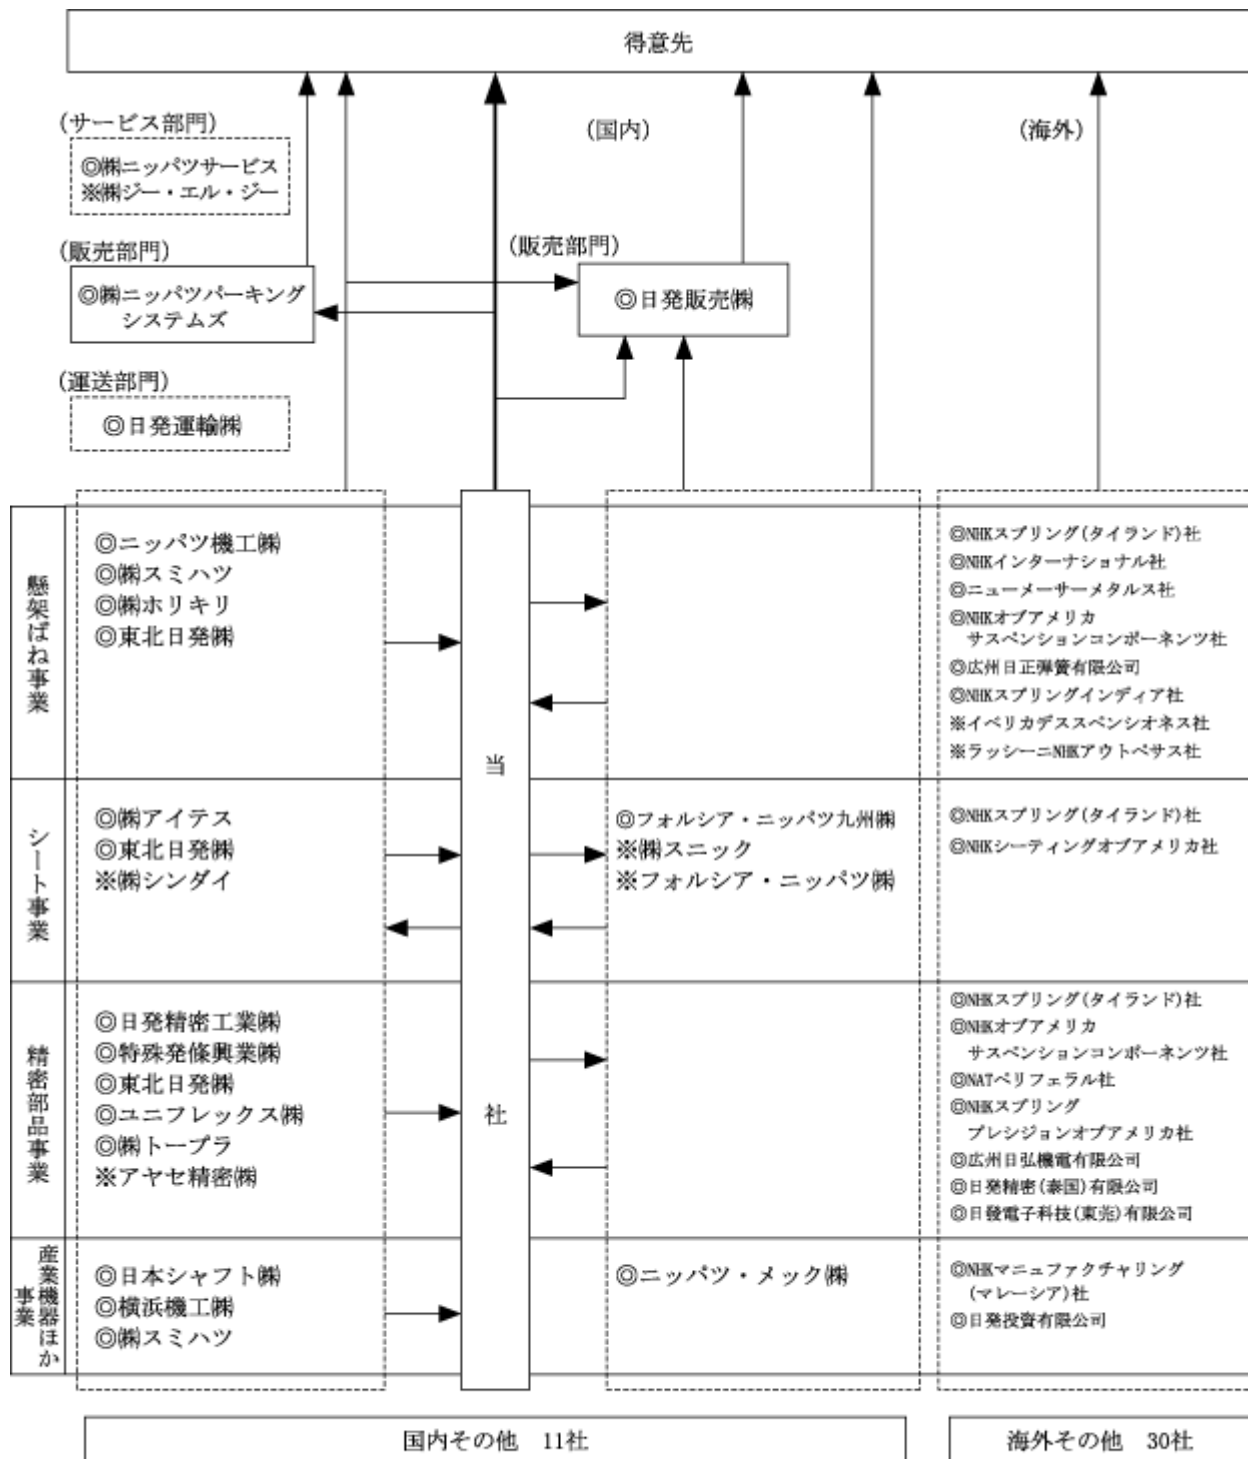 得意先
(サービス部門)
(国内)
(海外)
◎㈱ニッパツサービス
※㈱ジー・エル・ジー
(販売部門)
◎㈱ニッパツパーキング
システムズ
(販売部門)
◎日発販売㈱
(運送部門)
◎日発運輸㈱
懸架ばね事業
◎ニッパツ機工㈱
◎㈱スミハツ
◎㈱ホリキリ
◎東北日発㈱
◎NHKスプリング(タイランド)社
◎NHKインターナショナル社
◎ニューメーサーメタルス社
◎NHKオブアメリカ
サスペンションコンポーネンツ社
◎広州日正弾簧有限公司
◎NHKスプリングインディア社
※イベリカデススペンシオネス社
※ラッシーニNHKアウトペサス社
当社
シート事業
◎㈱アイテス
◎東北日発㈱
※㈱シンダイ
◎フォルシア・ニッパツ九州㈱
※㈱スニック
※フォルシア・ニッパツ㈱
◎NHKスプリング(タイランド)社
◎NHKシーティングオブアメリカ社
精密部品事業
◎日発精密工業㈱
◎特殊発條興業㈱
◎東北日発㈱
◎ユニフレックス㈱
◎㈱トープラ
※アヤセ精密㈱
◎NHKスプリング(タイランド)社
◎NHKオブアメリカ
サスペンションコンポーネンツ社
◎NATペリフェラル社
◎NHKスプリング
プレシジョンオブアメリカ社
◎広州日弘機電有限公司
◎日発精密(泰国)有限公司
◎日發電子科技(東莞)有限公司
産業機器ほか
事業
◎日本シャフト㈱
◎横浜機工㈱
◎㈱スミハツ
◎ニッパツ・メック㈱
◎NHKマニュファクチャリング
(マレーシア)社
◎日発投資有限公司
国内その他 11社
海外その他 30社